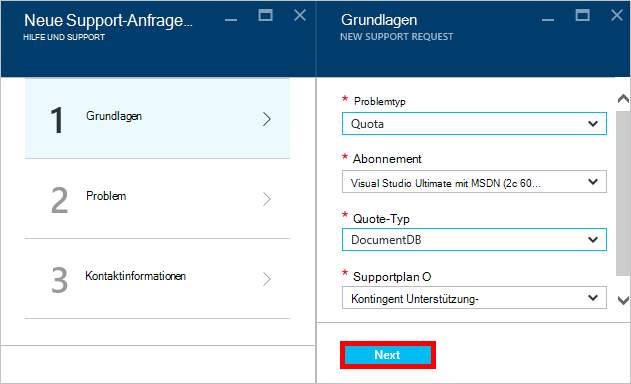 Neue Support-Anfrage...
HILFE UND SUPPORT
1 Grundlagen
2 Problem
3 Kontaktinformationen
Grundlagen
NEW SUPPORT REQUEST
* Problemtyp
Quota
* Abonnement
Visual Studio Ultimate mit MSDN (2c 60...
* Quote-Typ
DocumentDB
* Supportplan O
Kontingent Unterstützung-
Next